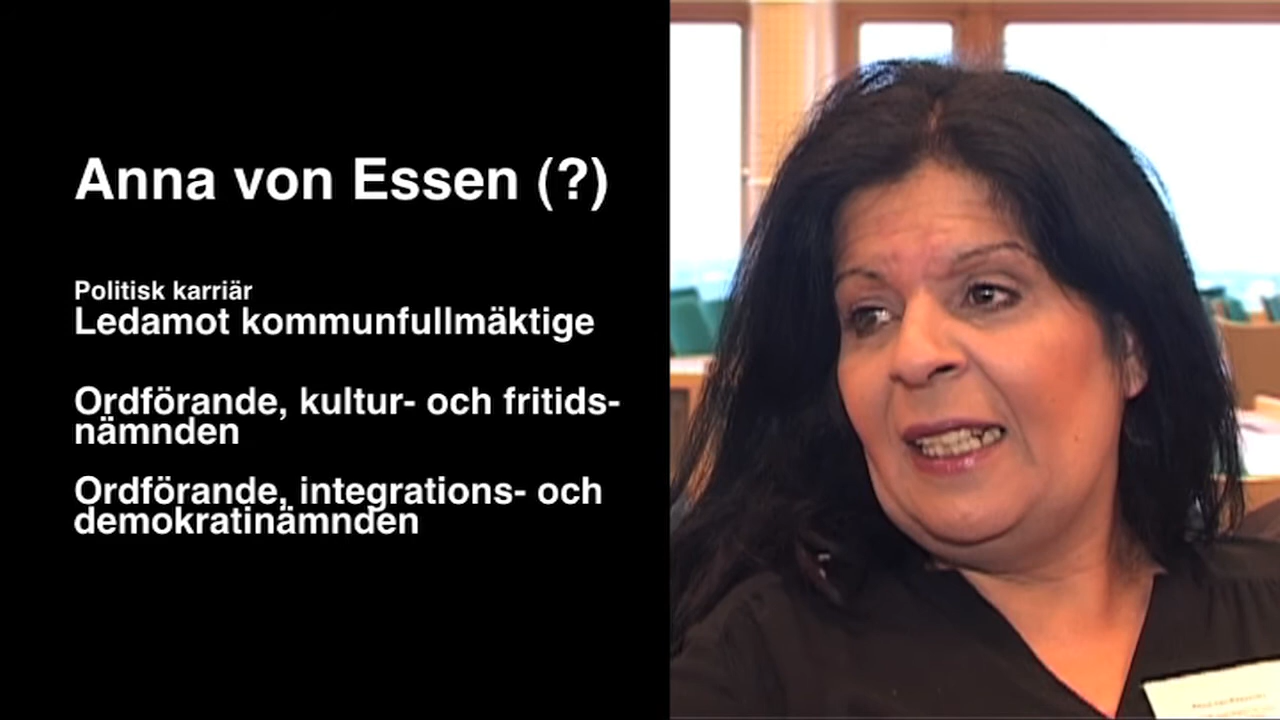 Anna von Essen (?)
Politisk karriär
Ledamot kommunfullmäktige
Ordförande, kultur- och fritids-
nämnden
Ordförande, integrations- och
demokratinämnden